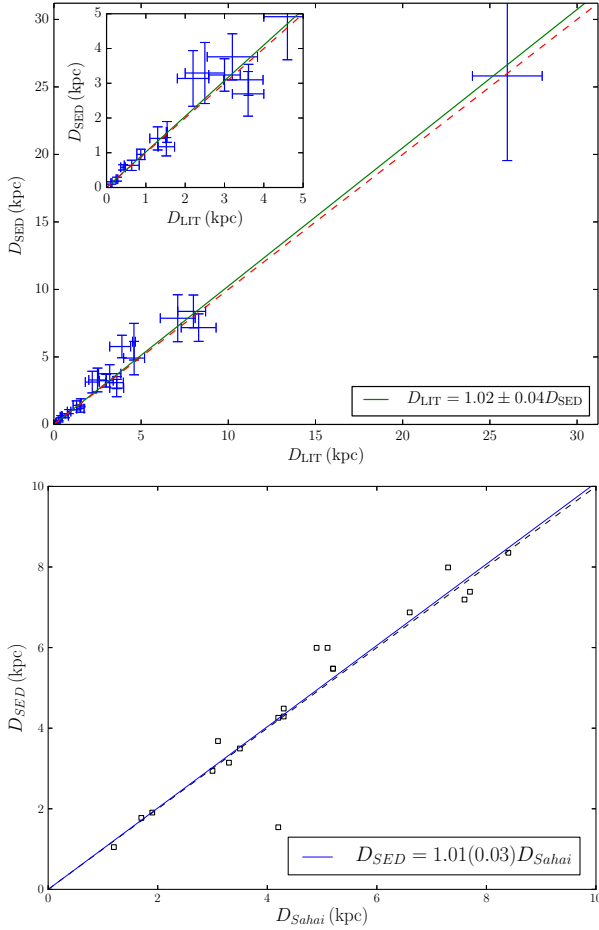 30
25
20
15
10
5
0
D_SED (kpc)
5
4
3
2
1
0
D_SED (kpc)
0 1 2 3 4 5
D_LIT (kpc)
D_LIT = 1.02 ± 0.04D_SED
0 5 10 15 20 25 30
D_LIT (kpc)
10
8
6
4
2
0
D_SED (kpc)
D_SED = 1.01(0.03)D_Sahai
0 2 4 6 8 10
D_Sahai (kpc)